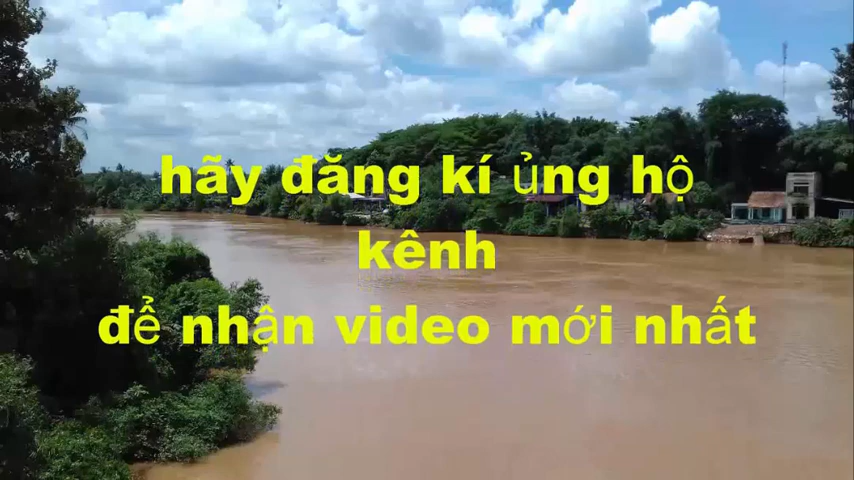 hãy đăng kí ủng hộ
kênh
để nhận video mới nhất